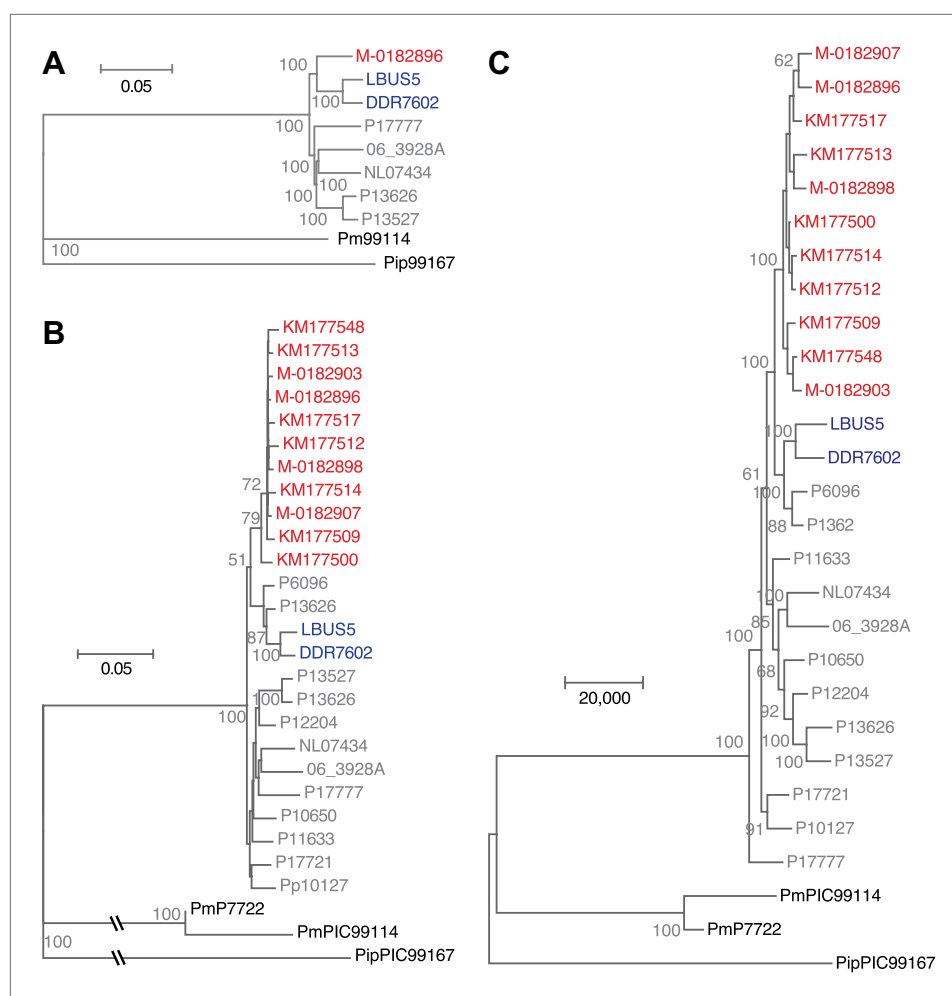 A
100
M-0182896
0.05
LBUS5
100
DDR7602
100
P17777
06_3928A
100
NL07434
100
100
P13626
100
P13527
Pm99114
100
Pip99167
B
KM177548
KM177513
M-0182903
M-0182896
KM177517
KM177512
M-0182898
72
KM177514
M-0182907
79
KM177509
51
KM177500
P6096
P13626
LBUS5
87
0.05
100
DDR7602
P13527
100
P13626
100
P12204
NL07434
06_3928A
P17777
P10650
P11633
P17721
Pp10127
100
PmP7722
PmPIC99114
100
PipPIC99167
C
62
M-0182907
M-0182896
KM177517
KM177513
M-0182898
KM177500
100
KM177514
KM177512
KM177509
100
KM177548
M-0182903
100
LBUS5
DDR7602
61
100
P6096
88
P1362
P11633
100
NL07434
85
100
06_3928A
68
P10650
20,000
92
P12204
100
100
P13626
100
P13527
P17721
91
P10127
P17777
PmPIC99114
100
PmP7722
PipPIC99167